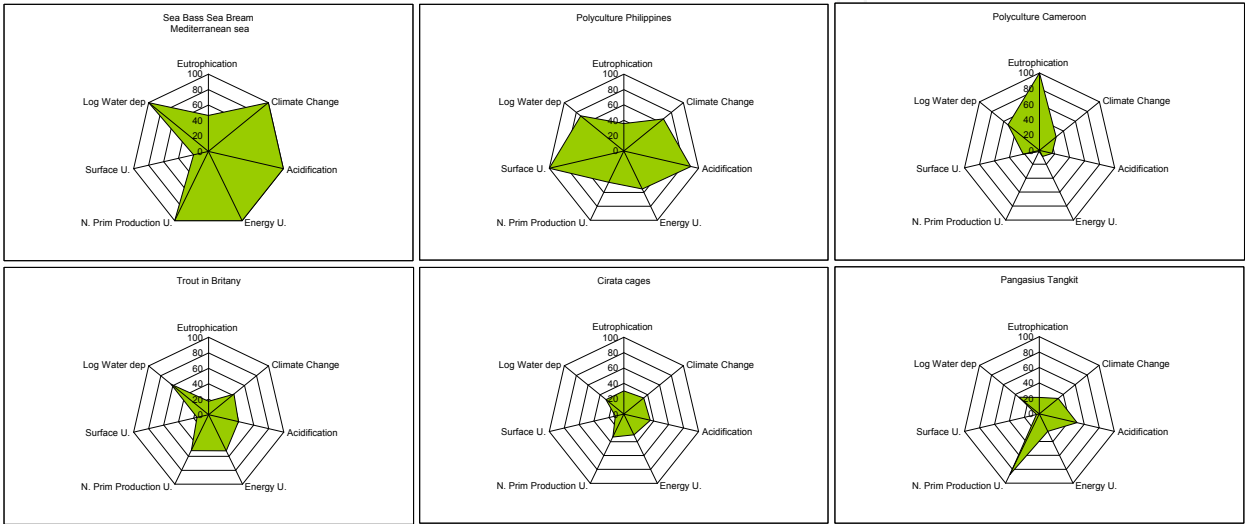 Sea Bass Sea Bream
Mediterranean sea
Eutrophication
100
80
60
40
20
0
Climate Change
Acidification
Energy U.
N. Prim Production U.
Surface U.
Log Water dep
Polyculture Philippines
Eutrophication
100
80
60
40
20
0
Climate Change
Acidification
Energy U.
N. Prim Production U.
Surface U.
Log Water dep
Polyculture Cameroon
Eutrophication
100
80
60
40
20
0
Climate Change
Acidification
Energy U.
N. Prim Production U.
Surface U.
Log Water dep
Trout in Britany
Eutrophication
100
80
60
40
20
0
Climate Change
Acidification
Energy U.
N. Prim Production U.
Surface U.
Log Water dep
Cirata cages
Eutrophication
100
80
60
40
20
0
Climate Change
Acidification
Energy U.
N. Prim Production U.
Surface U.
Log Water dep
Pangasius Tangkit
Eutrophication
100
80
60
40
20
0
Climate Change
Acidification
Energy U.
N. Prim Production U.
Surface U.
Log Water dep